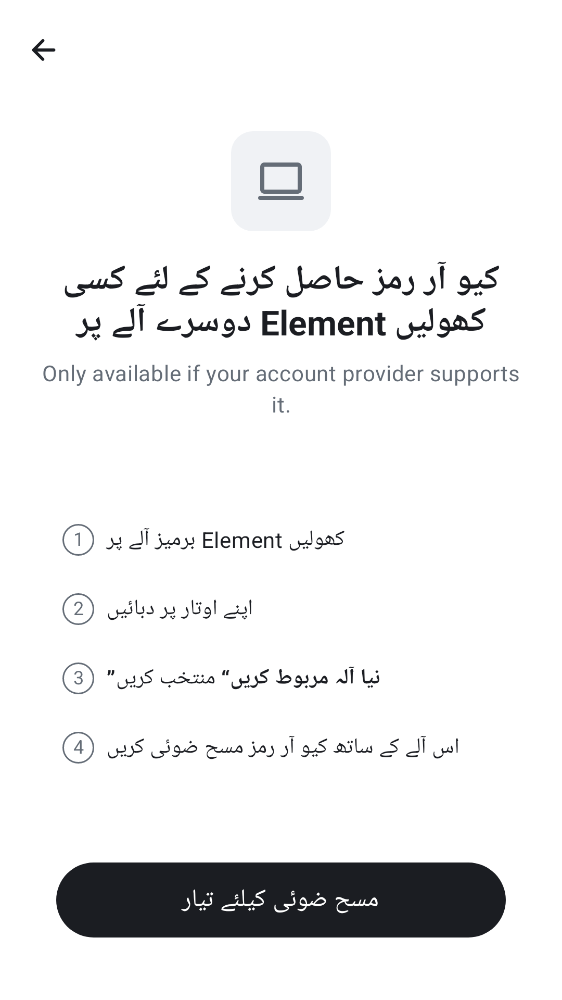 کیو آر رمز حاصل کرنے کے لئے کسی
دوسرے آلے پر Element کھولیں
Only available if your account provider supports
it.
1 برمیز آلے پر Element کھولیں
2 اپنے اوتار پر دبائیں
3 ”نیا آلہ مربوط کریں“ منتخب کریں
4 اس آلے کے ساتھ کیو آر رمز مسح ضوئی کریں
مسح ضوئی کیلئے تیار